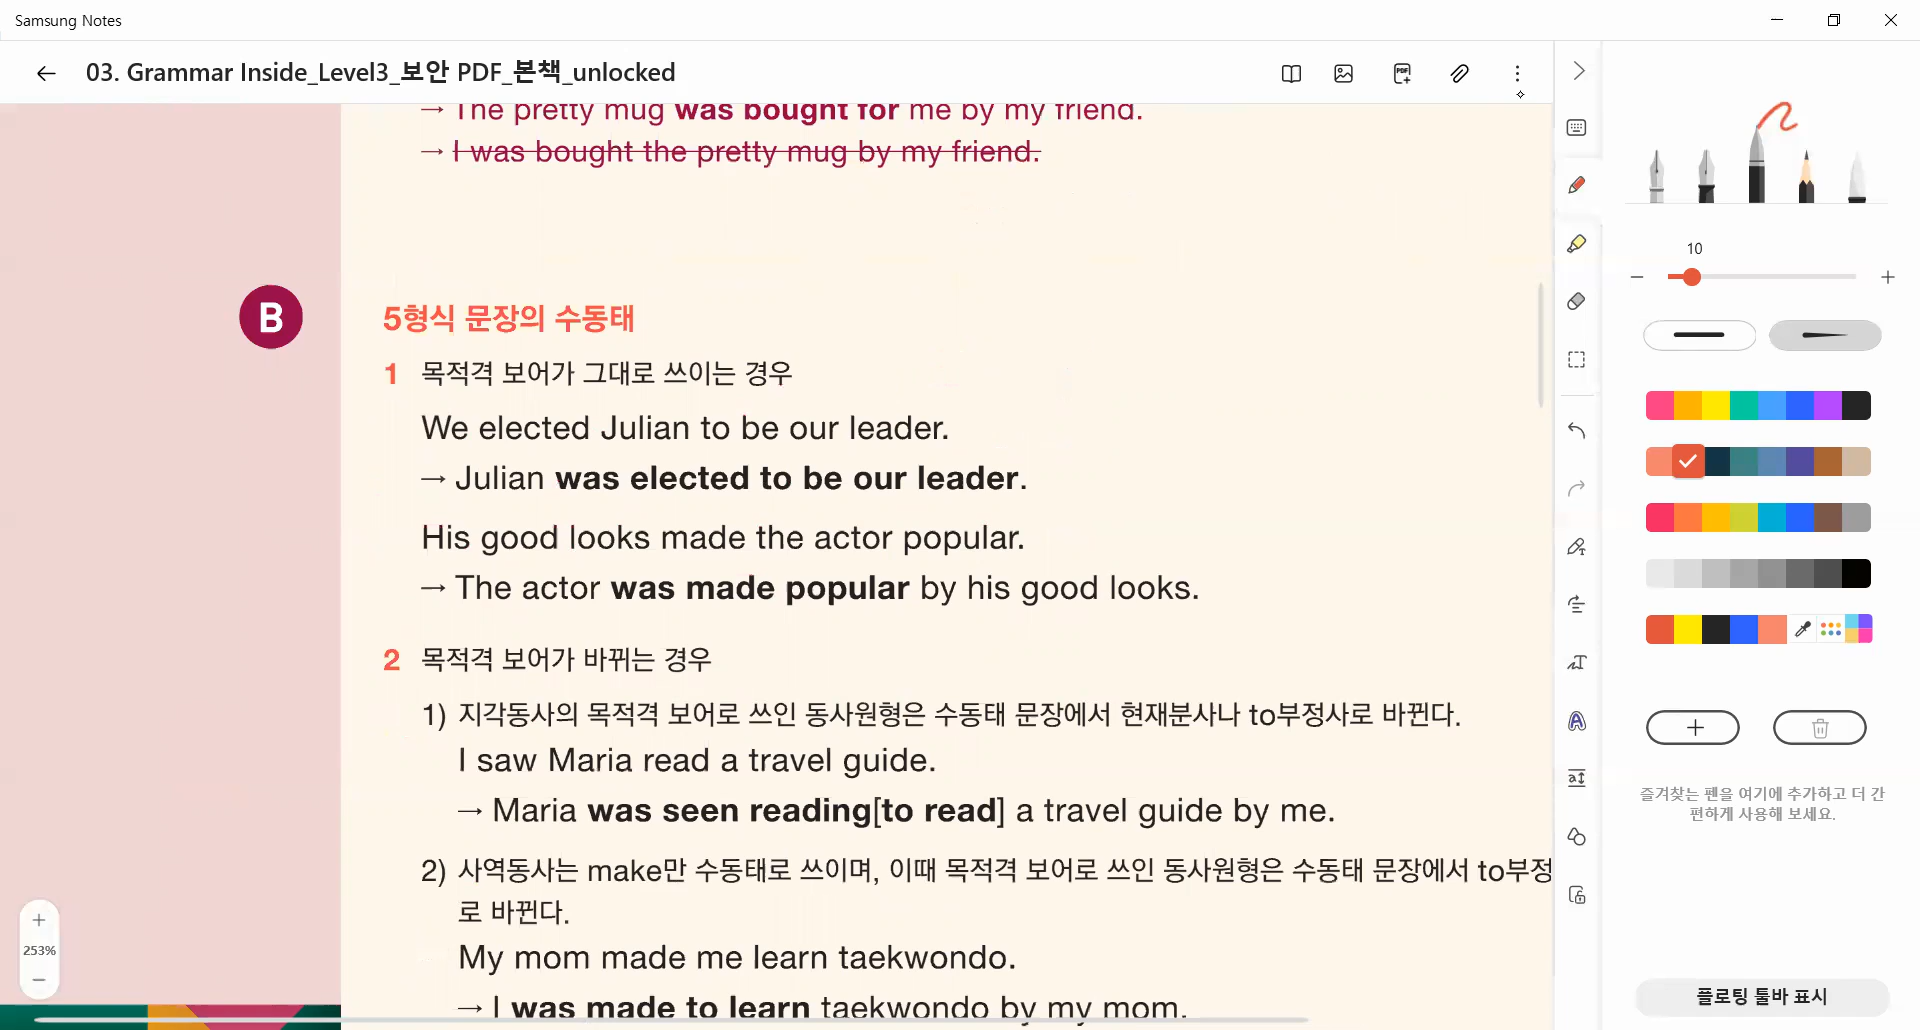 Samsung Notes
03. Grammar Inside_Level3_보안 PDF_본책_unlocked
→ The pretty mug was bought for me by my friend.
→ I was bought the pretty mug by my friend.
B
5형식 문장의 수동태
1 목적격 보어가 그대로 쓰이는 경우
We elected Julian to be our leader.
→ Julian was elected to be our leader.
His good looks made the actor popular.
→ The actor was made popular by his good looks.
2 목적격 보어가 바뀌는 경우
1) 지각동사의 목적격 보어로 쓰인 동사원형은 수동태 문장에서 현재분사나 to부정사로 바뀐다.
I saw Maria read a travel guide.
→ Maria was seen reading[to read] a travel guide by me.
2) 사역동사는 make만 수동태로 쓰이며, 이때 목적격 보어로 쓰인 동사원형은 수동태 문장에서 to부정
로 바뀐다.
My mom made me learn taekwondo.
→ I was made to learn taekwondo by my mom.
253%
PDF
10
즐겨찾는 펜을 여기에 추가하고 더 간
편하게 사용해 보세요.
플로팅 툴바 표시